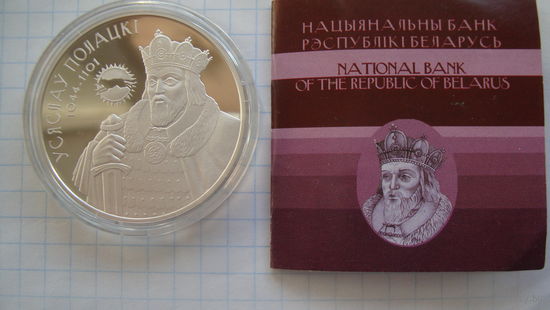 УСЯСЛАЎ ПОЛАЦКІ
1044-1101
НАЦЫЯНАЛЬНЫ БАНК
РЭСПУБЛІКІ БЕЛАРУСЬ
NATIONAL BANK
OF THE REPUBLIC OF BELARUS